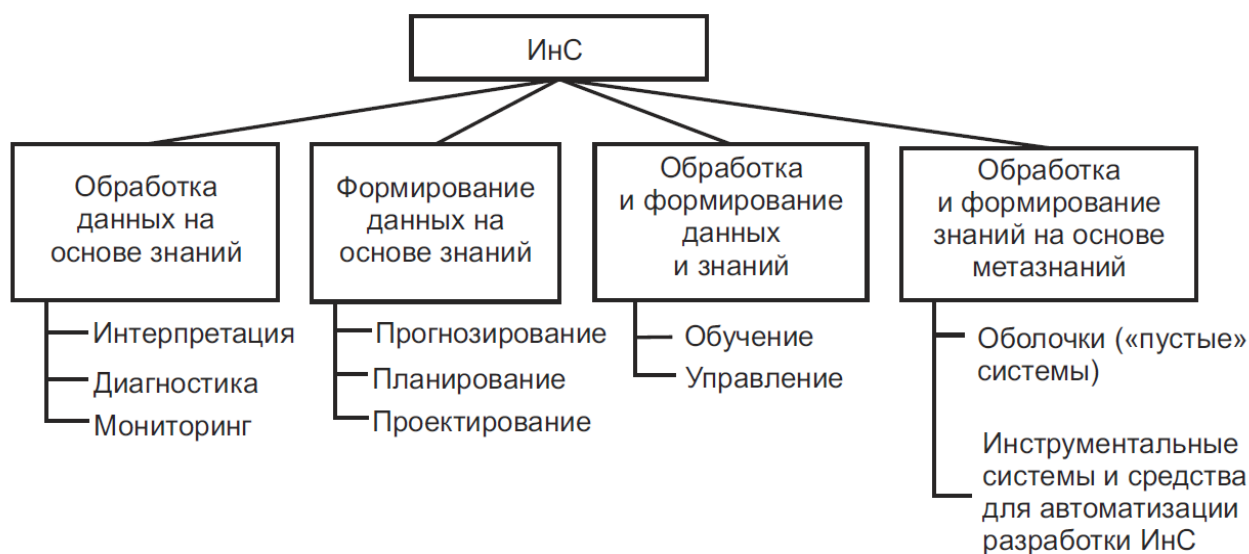 ИнС
Обработка
данных на
основе знаний
Интерпретация
Диагностика
Мониторинг
Формирование
данных на
основе знаний
Прогнозирование
Планирование
Проектирование
Обработка
и формирование
данных
и знаний
Обучение
Управление
Обработка
и формирование
знаний на основе
метазнаний
Оболочки («пустые»
системы)
Инструментальные
системы и средства
для автоматизации
разработки ИнС